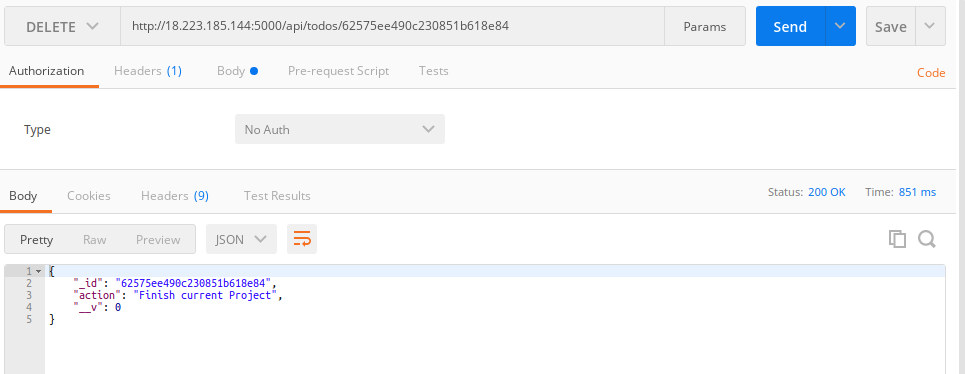 DELETE http://18.223.185.144:5000/api/todos/62575ee490c230851b618e84 Params Send Save
Authorization Headers (1) Body Pre-request Script Tests Code
Type No Auth
Body Cookies Headers (9) Test Results Status: 200 OK Time: 851 ms
Pretty Raw Preview JSON
1 {
2 "_id": "62575ee490c230851b618e84",
3 "action": "Finish current Project",
4 "__v": 0
5 }